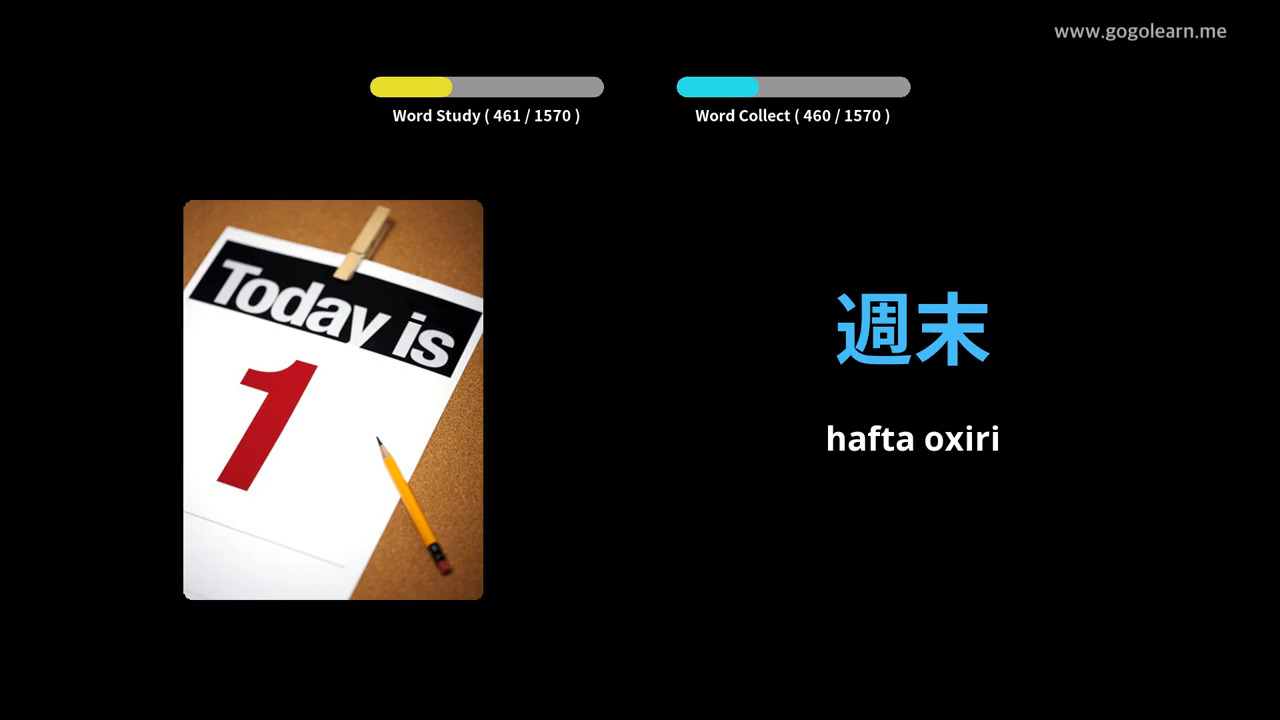 www.gogolearn.me
Word Study ( 461 / 1570 )
Word Collect ( 460 / 1570 )
Today is
1
週末
hafta oxiri